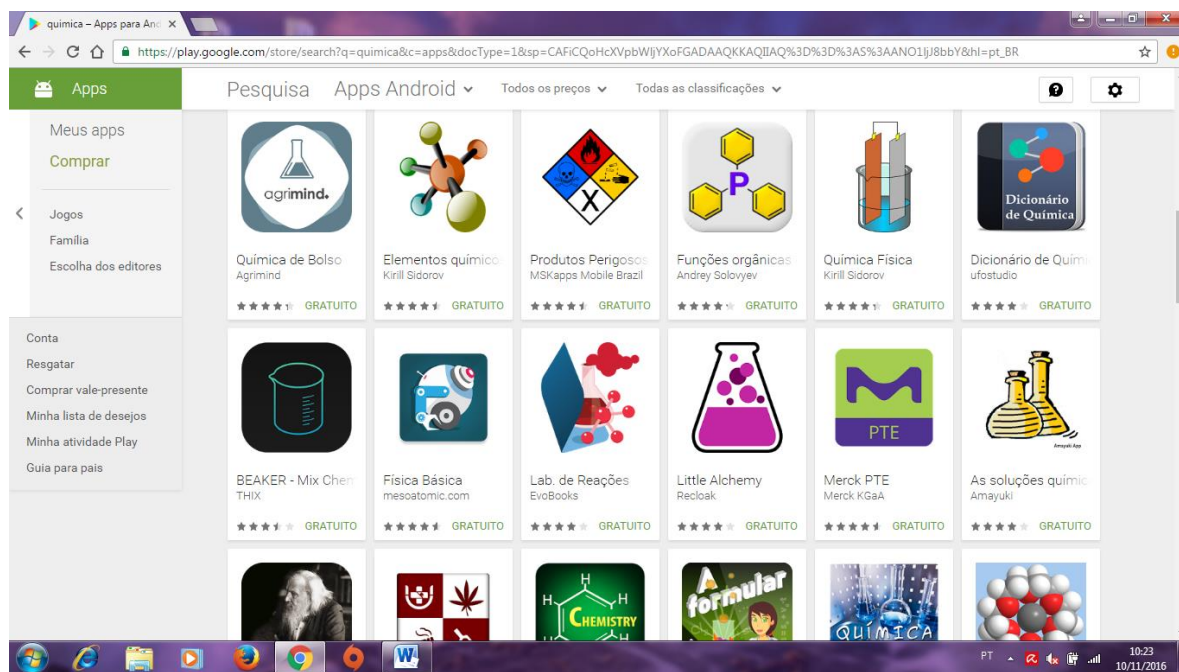 quimica – Apps para And
https://play.google.com/store/search?q=quimica&c=apps&docType=1&sp=CAFiCQoHcXVpbWljYXoFGADAAQKKAQIIAQ%3D%3D%3AS%3AANO1ljJ8bbY&hl=pt_BR
Apps
Pesquisa Apps Android Todos os preços Todas as classificações
Meus apps
Comprar
Jogos
Família
Escolha dos editores
Conta
Resgatar
Comprar vale-presente
Minha lista de desejos
Minha atividade Play
Guia para pais
agrimind.
X
P
Dicionário
de Química
Química de Bolso
Agrimind
GRATUITO
Elementos químico
Kirill Sidorov
GRATUITO
Produtos Perigosos
MSKapps Mobile Brazil
GRATUITO
Funções orgânicas
Andrey Solovyev
GRATUITO
Química Física
Kirill Sidorov
GRATUITO
Dicionário de Quím
ufostudio
GRATUITO
M
PTE
Amayuki App
BEAKER - Mix Chem
THIX
GRATUITO
Física Básica
mesoatomic.com
GRATUITO
Lab. de Reações
EvoBooks
GRATUITO
Little Alchemy
Recloak
GRATUITO
Merck PTE
Merck KGaA
GRATUITO
As soluções químic
Amayuki
GRATUITO
H
H H
CHEMISTRY
A
formular
QUÍMICA
W
PT
10:23
10/11/2016